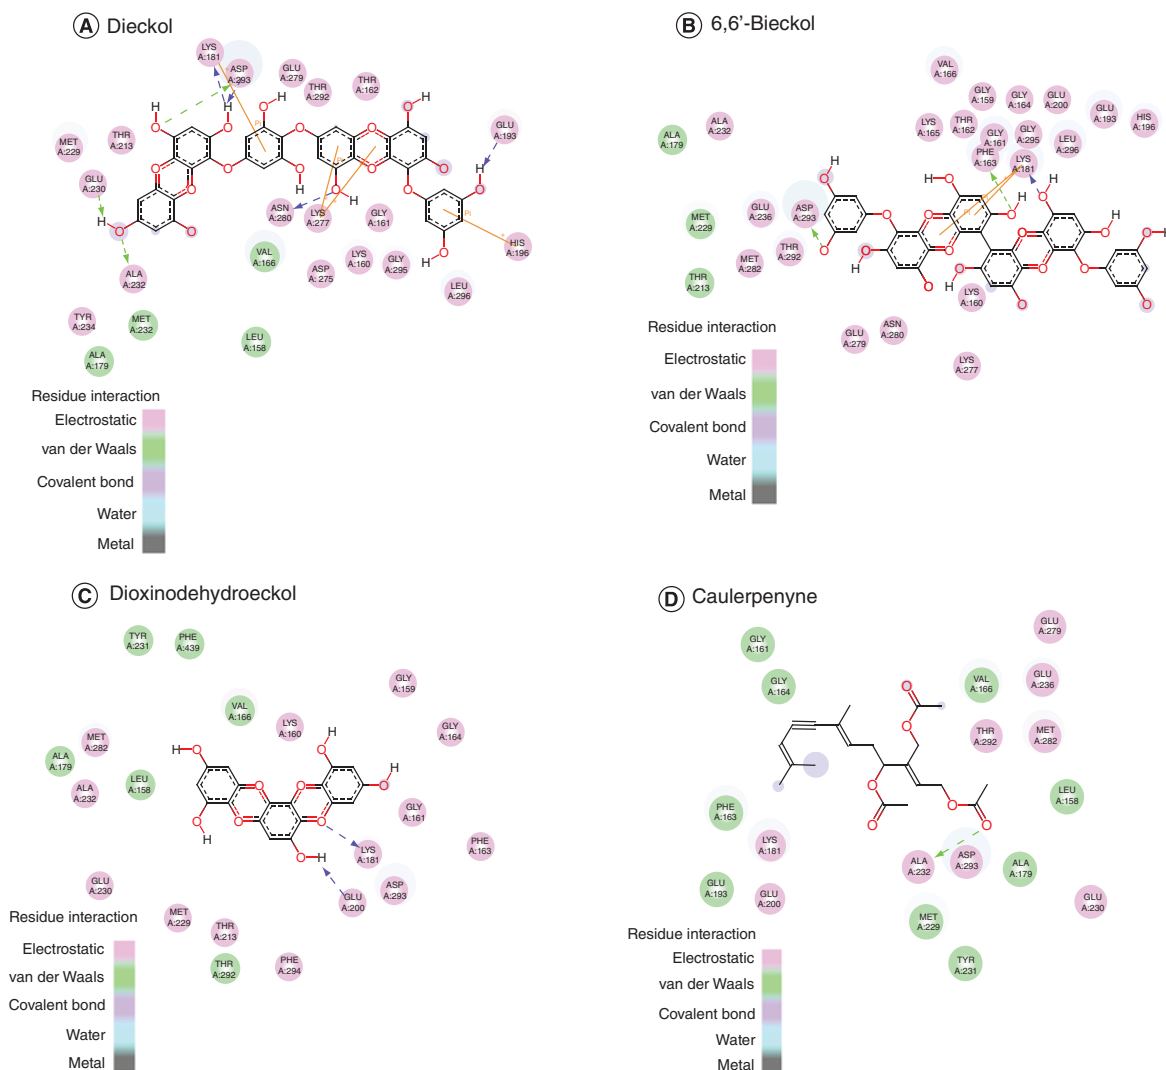 A Dieckol
LYS
A:181
ASP
A:293
GLU
A:279
THR
A:292
THR
A:162
GLU
A:193
MET
A:229
THR
A:213
GLU
A:230
ASN
A:280
LYS
A:277
GLY
A:161
VAL
A:166
ASP
A:275
LYS
A:160
GLY
A:295
HIS
A:196
LEU
A:296
ALA
A:232
TYR
A:234
MET
A:232
ALA
A:179
LEU
A:158
Residue interaction
Electrostatic
van der Waals
Covalent bond
Water
Metal
B 6,6'-Bieckol
VAL
A:166
GLY
A:159
GLY
A:164
GLU
A:200
GLU
A:193
HIS
A:196
ALA
A:179
ALA
A:232
LYS
A:165
THR
A:162
GLY
A:161
GLY
A:295
LEU
A:296
PHE
A:163
LYS
A:181
MET
A:229
GLU
A:236
ASP
A:293
THR
A:292
MET
A:282
THR
A:213
LYS
A:160
GLU
A:279
ASN
A:280
LYS
A:277
Residue interaction
Electrostatic
van der Waals
Covalent bond
Water
Metal
C Dioxinodehydroeckol
TYR
A:231
PHE
A:439
GLY
A:159
VAL
A:166
LYS
A:160
GLY
A:164
MET
A:282
ALA
A:179
ALA
A:232
LEU
A:158
GLY
A:161
PHE
A:163
LYS
A:181
ASP
A:293
GLU
A:200
GLU
A:230
MET
A:229
THR
A:213
THR
A:292
PHE
A:294
Residue interaction
Electrostatic
van der Waals
Covalent bond
Water
Metal
D Caulerpenyne
GLU
A:279
GLY
A:161
GLY
A:164
VAL
A:166
GLU
A:236
THR
A:292
MET
A:282
LEU
A:158
PHE
A:163
LYS
A:181
ALA
A:232
ASP
A:293
ALA
A:179
GLU
A:193
GLU
A:200
GLU
A:230
MET
A:229
TYR
A:231
Residue interaction
Electrostatic
van der Waals
Covalent bond
Water
Metal